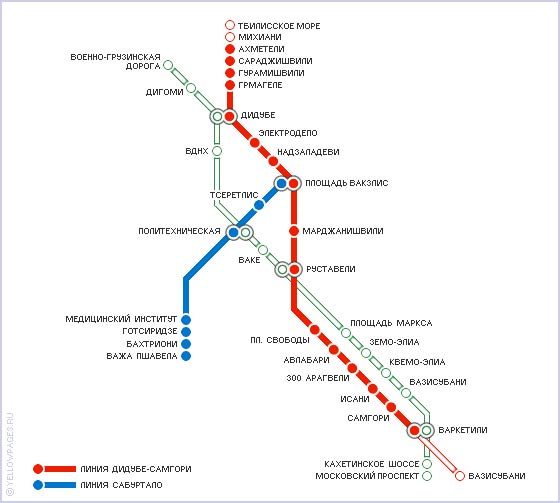 ТБИЛИССКОЕ МОРЕ
МИХИАНИ
АХМЕТЕЛИ
САРАДЖИШВИЛИ
ГУРАМИШВИЛИ
ГРМАГЕЛЕ
ВОЕННО-ГРУЗИНСКАЯ
ДОРОГА
ДИГОМИ
ДИДУБЕ
ЭЛЕКТРОДЕПО
ВДНХ
НАДЗАЛАДЕВИ
ПЛОЩАДЬ ВАКЗЛИС
ТСЕРЕТЛИС
ПОЛИТЕХНИЧЕСКАЯ
МАРДЖАНИШВИЛИ
ВАКЕ
РУСТАВЕЛИ
МЕДИЦИНСКИЙ ИНСТИТУТ
ГОТСИРИДЗЕ
БАХТРИОНИ
ВАЖА ПШАВЕЛА
ПЛОЩАДЬ МАРКСА
ПЛ. СВОБОДЫ
ЗЕМО-ЭЛИА
АВЛАБАРИ
КВЕМО-ЭЛИА
300 АРАГВЕЛИ
ВАЗИСУБАНИ
ИСАНИ
САМГОРИ
ВАРКЕТИЛИ
КАХЕТИНСКОЕ ШОССЕ
МОСКОВСКИЙ ПРОСПЕКТ
ВАЗИСУБАНИ
ЛИНИЯ ДИДУБЕ-САМГОРИ
ЛИНИЯ САБУРТАЛО
© YELLOWPAGES.RU